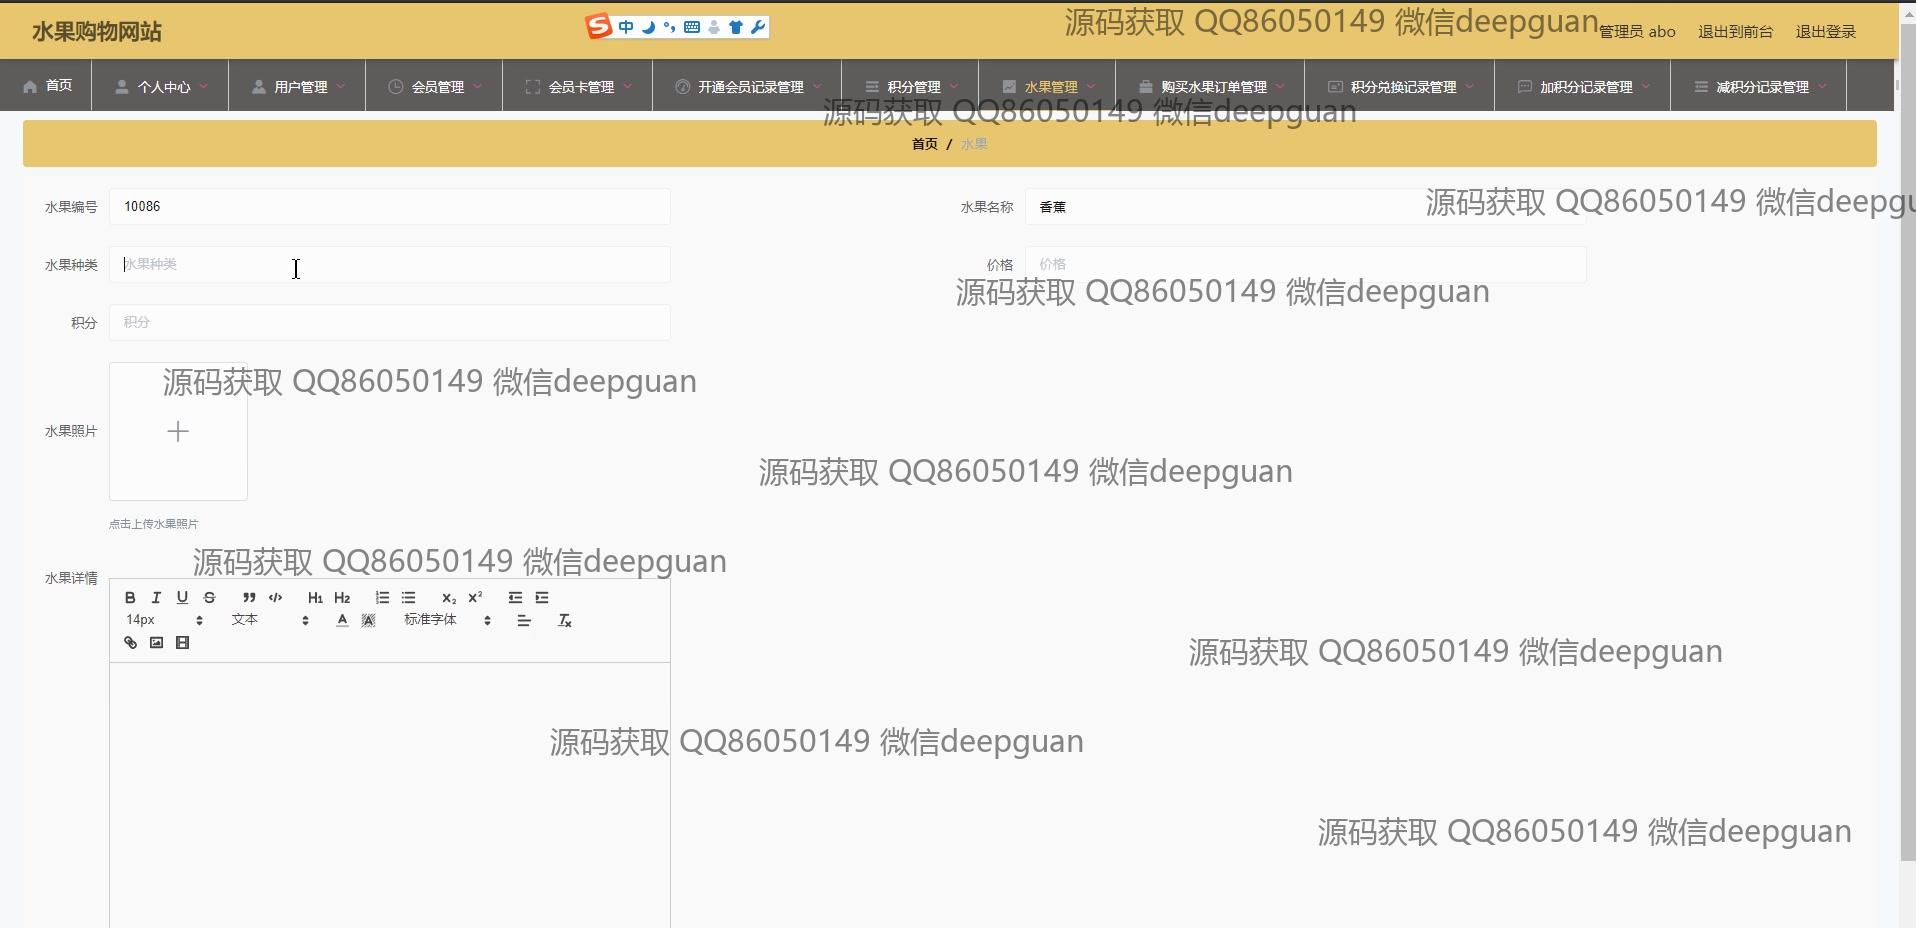 水果购物网站
中
源码获取 QQ86050149 微信deepguan
管理员 abo 退出到前台 退出登录
首页 个人中心 用户管理 会员管理 会员卡管理 开通会员记录管理 积分管理 水果管理 购买水果订单管理 积分兑换记录管理 加积分记录管理 减积分记录管理
源码获取 QQ86050149 微信deepguan
首页 / 水果
水果编号 10086 水果名称 香蕉
源码获取 QQ86050149 微信deepgu
水果种类 水果种类 价格 价格
源码获取 QQ86050149 微信deepguan
积分 积分
源码获取 QQ86050149 微信deepguan
水果照片
源码获取 QQ86050149 微信deepguan
点击上传水果照片
源码获取 QQ86050149 微信deepguan
水果详情
B I U S ” </> H1 H2 X2 X2
14px 文本 A A 标准字体 Tx
源码获取 QQ86050149 微信deepguan
源码获取 QQ86050149 微信deepguan
源码获取 QQ86050149 微信deepguan